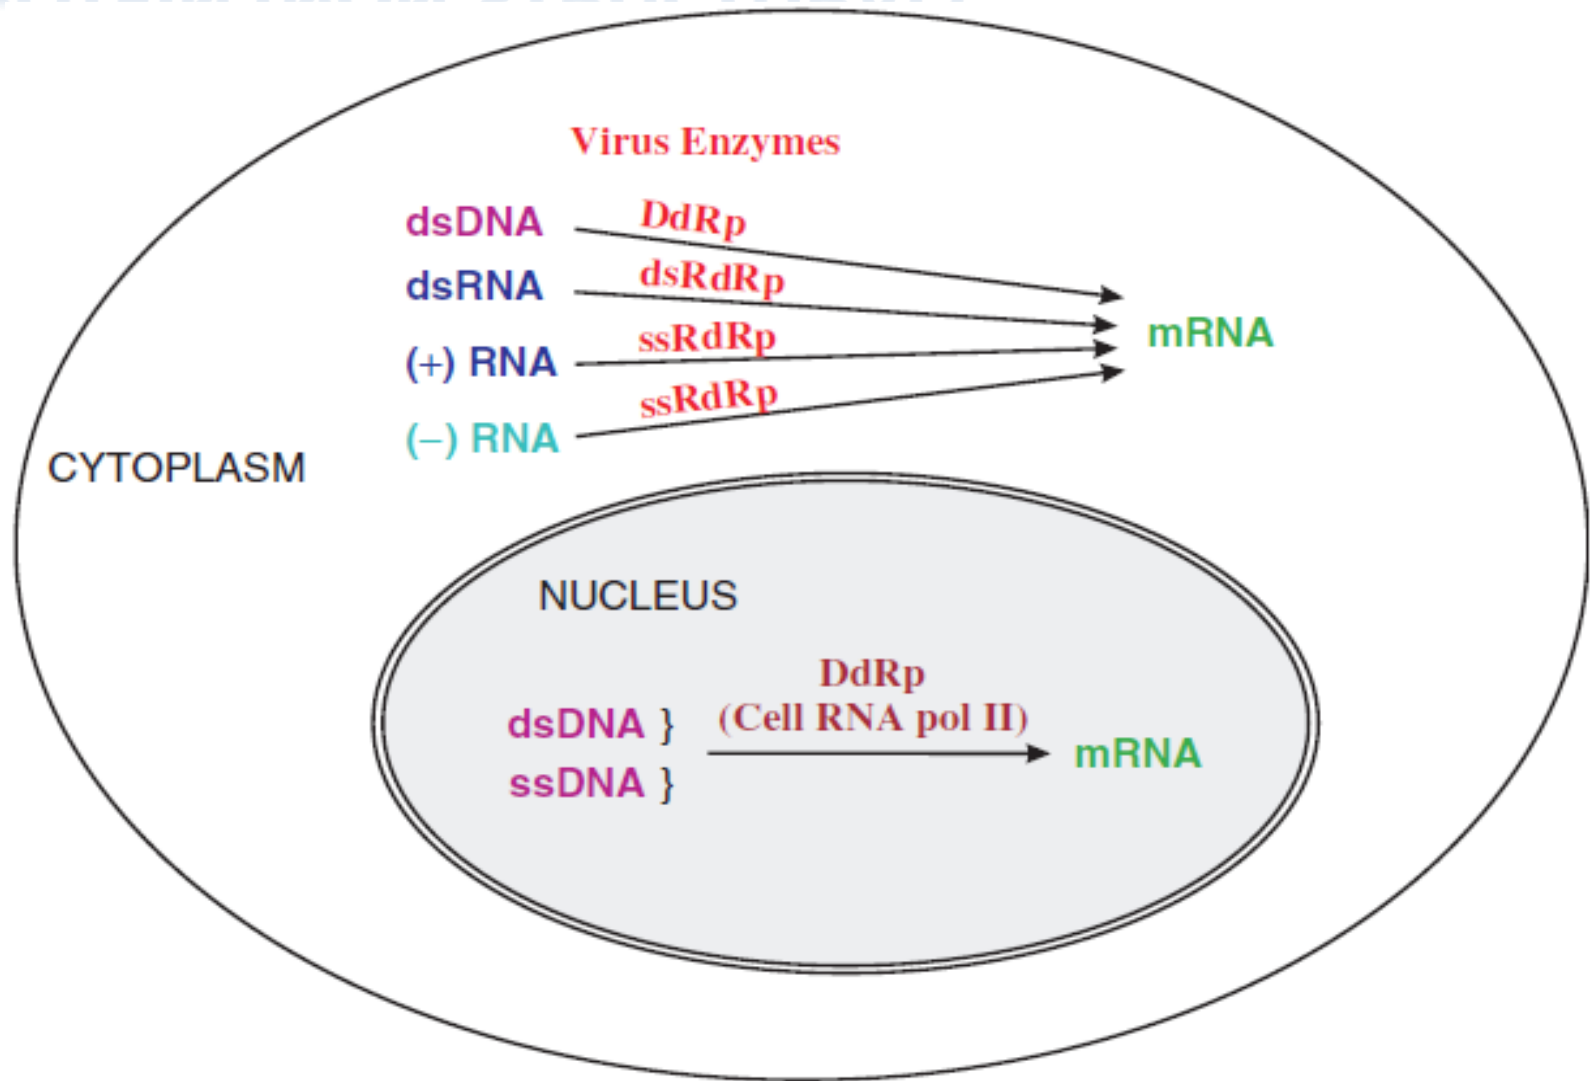 Virus Enzymes
dsDNA DdRp
dsRNA dsRdRp
mRNA
(+) RNA ssRdRp
(−) RNA ssRdRp
CYTOPLASM
NUCLEUS
DdRp
(Cell RNA pol II)
dsDNA }
mRNA
ssDNA }